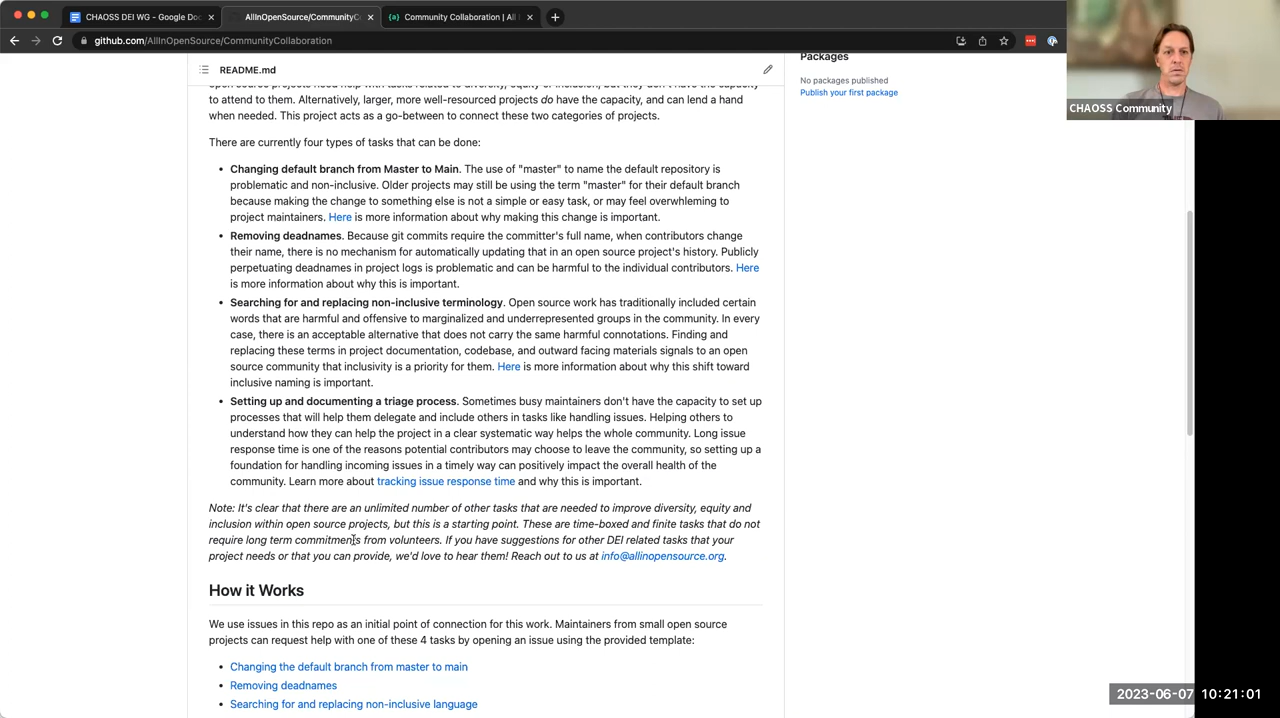 CHAOSS DEI WG - Google Doc
AllInOpenSource/CommunityCo
Community Collaboration | All I
github.com/AllInOpenSource/CommunityCollaboration
README.md
open source projects need help with tasks related to diversity, equity or inclusion, but they don't have the capacity
to attend to them. Alternatively, larger, more well-resourced projects do have the capacity, and can lend a hand
when needed. This project acts as a go-between to connect these two categories of projects.
There are currently four types of tasks that can be done:
• Changing default branch from Master to Main. The use of "master" to name the default repository is
problematic and non-inclusive. Older projects may still be using the term "master" for their default branch
because making the change to something else is not a simple or easy task, or may feel overwhleming to
project maintainers. Here is more information about why making this change is important.
• Removing deadnames. Because git commits require the committer's full name, when contributors change
their name, there is no mechanism for automatically updating that in an open source project's history. Publicly
perpetuating deadnames in project logs is problematic and can be harmful to the individual contributors. Here
is more information about why this is important.
• Searching for and replacing non-inclusive terminology. Open source work has traditionally included certain
words that are harmful and offensive to marginalized and underrepresented groups in the community. In every
case, there is an acceptable alternative that does not carry the same harmful connotations. Finding and
replacing these terms in project documentation, codebase, and outward facing materials signals to an open
source community that inclusivity is a priority for them. Here is more information about why this shift toward
inclusive naming is important.
• Setting up and documenting a triage process. Sometimes busy maintainers don't have the capacity to set up
processes that will help them delegate and include others in tasks like handling issues. Helping others to
understand how they can help the project in a clear systematic way helps the whole community. Long issue
response time is one of the reasons potential contributors may choose to leave the community, so setting up a
foundation for handling incoming issues in a timely way can positively impact the overall health of the
community. Learn more about tracking issue response time and why this is important.
Note: It's clear that there are an unlimited number of other tasks that are needed to improve diversity, equity and
inclusion within open source projects, but this is a starting point. These are time-boxed and finite tasks that do not
require long term commitments from volunteers. If you have suggestions for other DEI related tasks that your
project needs or that you can provide, we'd love to hear them! Reach out to us at info@allinopensource.org.
How it Works
We use issues in this repo as an initial point of connection for this work. Maintainers from small open source
projects can request help with one of these 4 tasks by opening an issue using the provided template:
• Changing the default branch from master to main
• Removing deadnames
• Searching for and replacing non-inclusive language
Packages
No packages published
Publish your first package
CHAOSS Community
2023-06-07 10:21:01